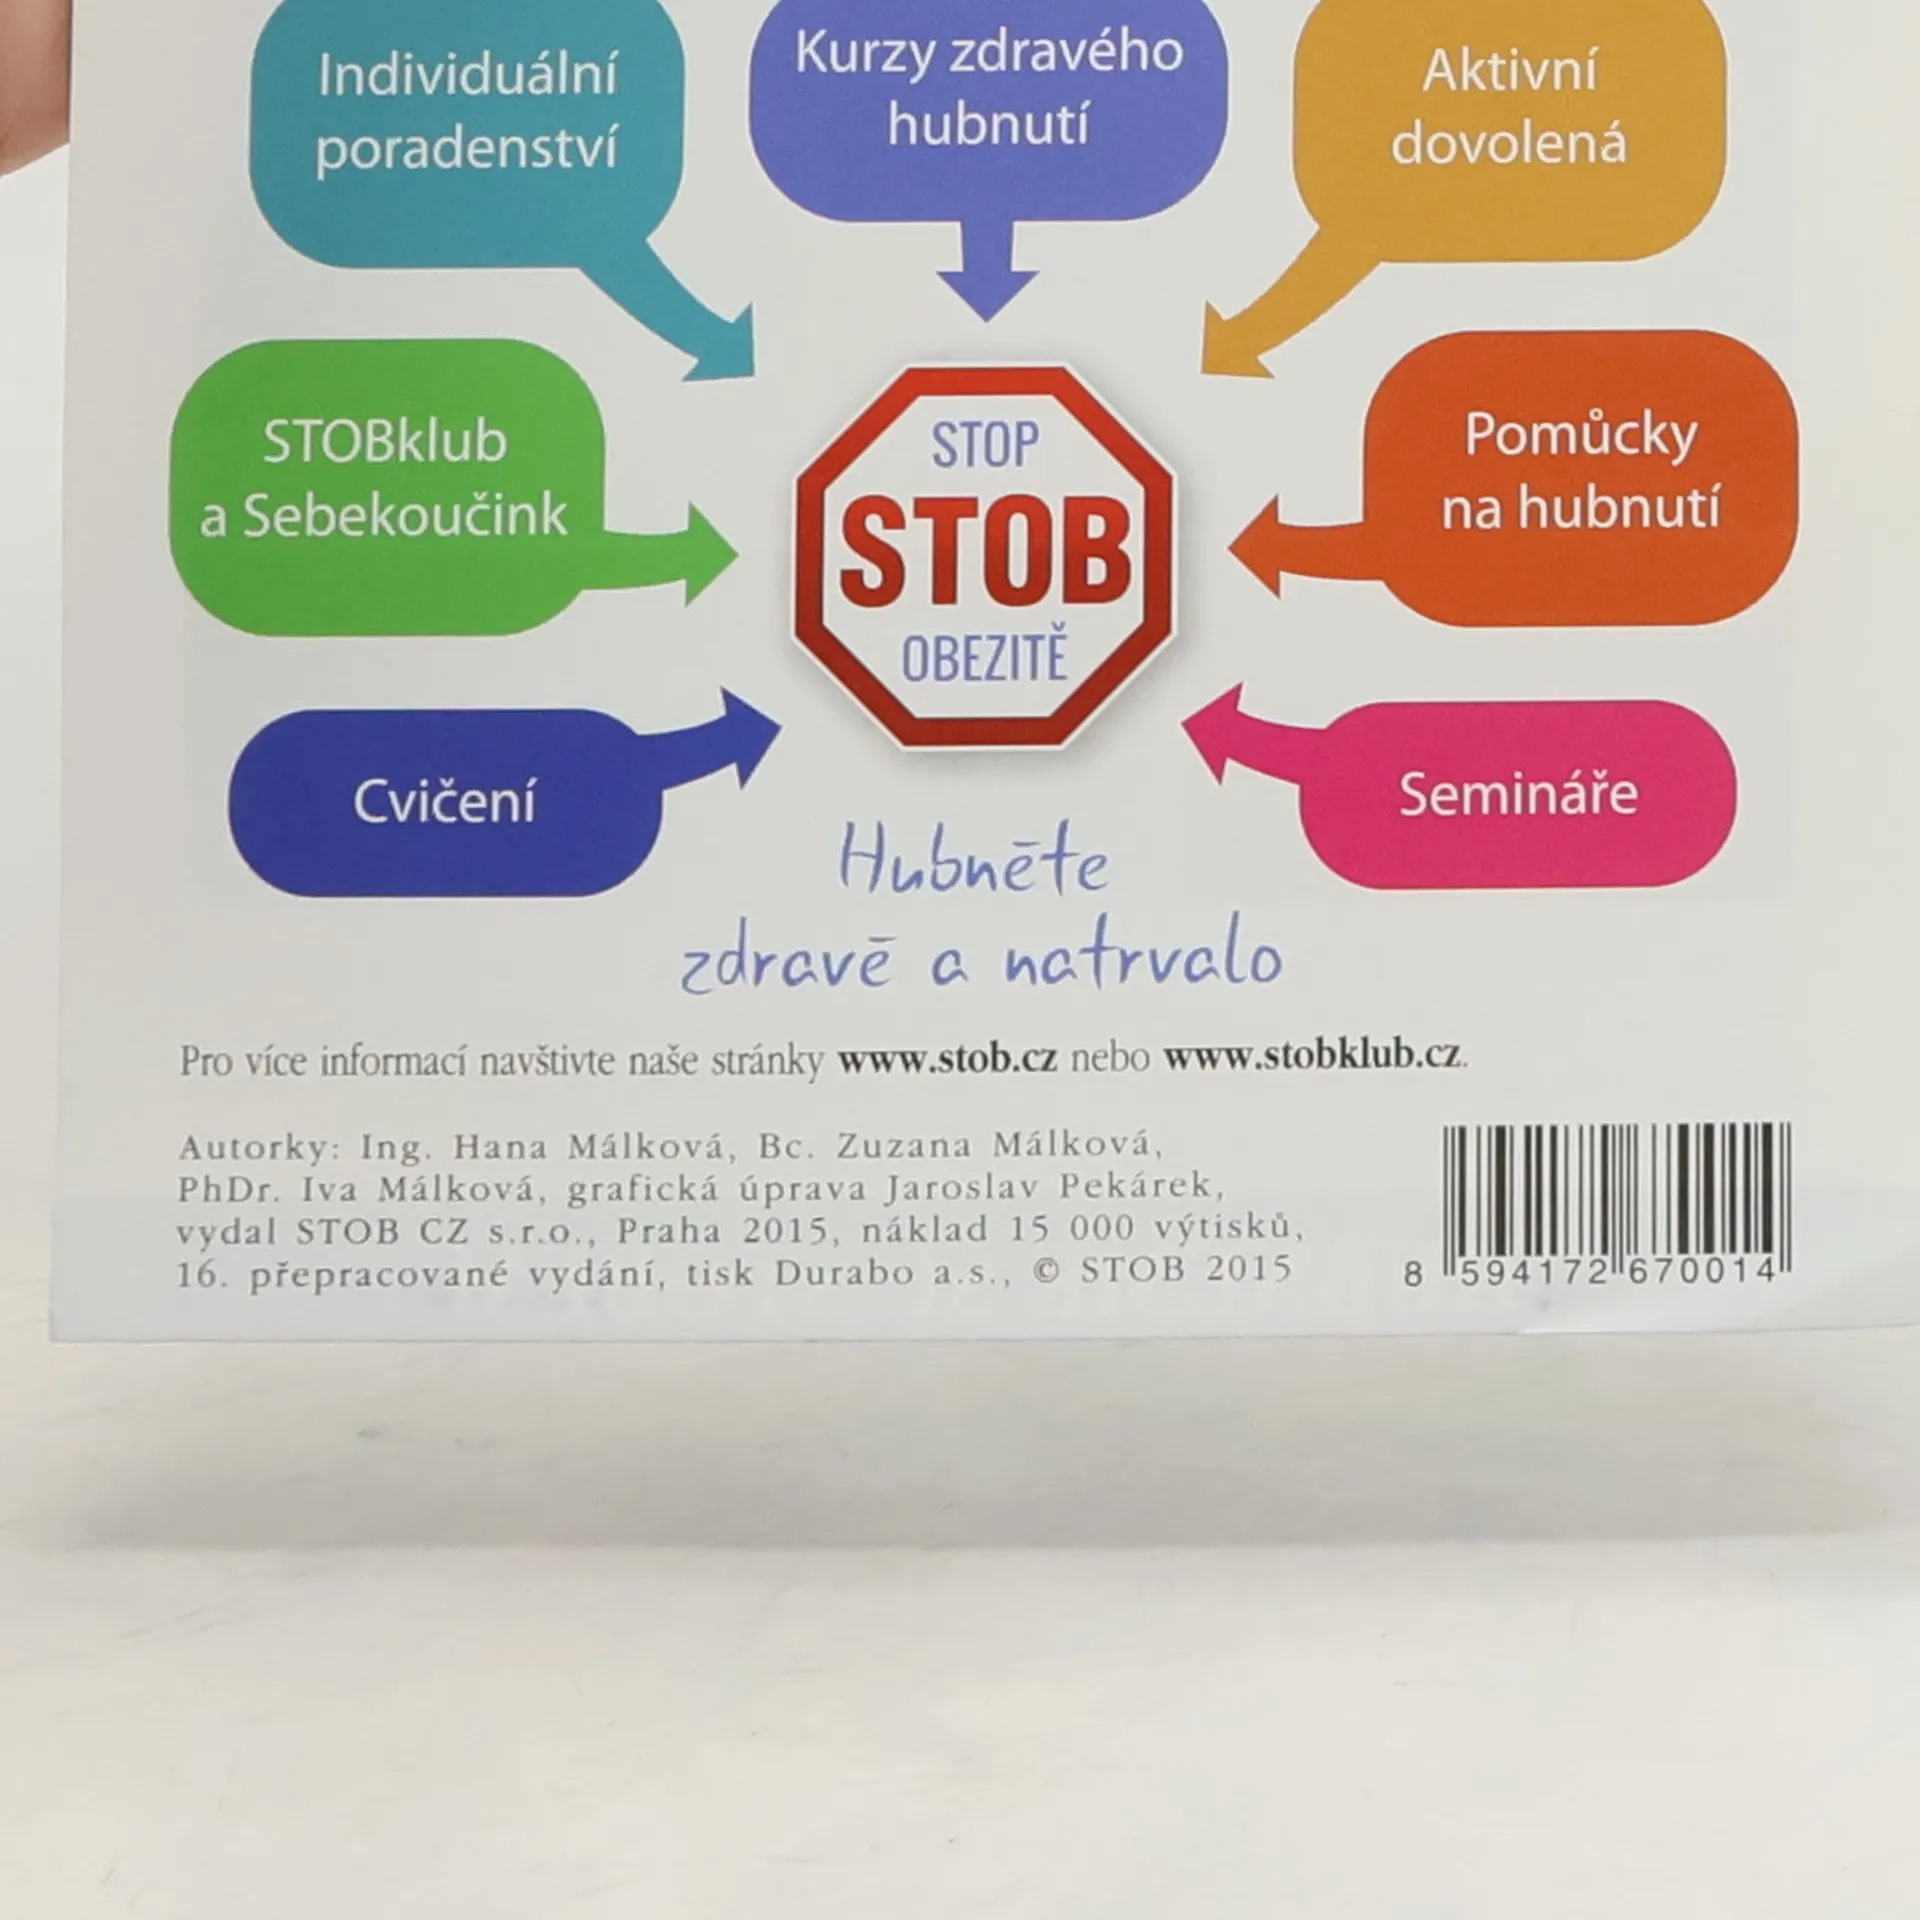 Individuální
poradenství
Kurzy zdravého
hubnutí
Aktivní
dovolená
STOBklub
a Sebekoučink
STOP
STOB
OBEZITĚ
Pomůcky
na hubnutí
Cvičení
Semináře
Hubněte
zdravě a natrvalo
Pro více informací navštivte naše stránky www.stob.cz nebo www.stobklub.cz.
Autorky: Ing. Hana Málková, Bc. Zuzana Málková,
PhDr. Iva Málková, grafická úprava Jaroslav Pekárek,
vydal STOB CZ s.r.o., Praha 2015, náklad 15 000 výtisků,
16. přepracované vydání, tisk Durabo a.s., © STOB 2015
8 594172 670014